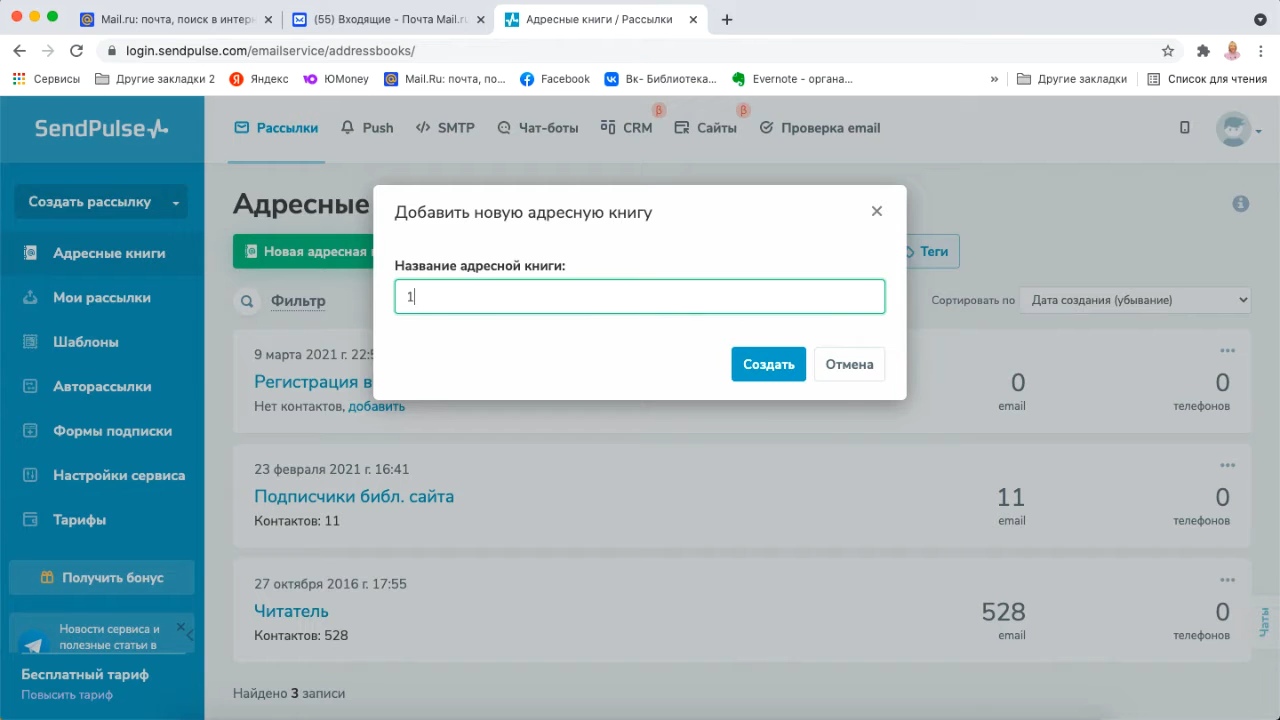 Mail.ru: почта, поиск в интерн
(55) Входящие - Почта Mail.ru
Адресные книги / Рассылки
login.sendpulse.com/emailservice/addressbooks/
Сервисы
Другие закладки 2
Яндекс
ЮMoney
Mail.Ru: почта, по...
Facebook
Вк- Библиотека...
Evernote - органа...
»
Другие закладки
Список для чтения
SendPulse
Рассылки
Push
SMTP
Чат-боты
β
CRM
β
Сайты
Проверка email
Создать рассылку
Адресные книги
Мои рассылки
Шаблоны
Авторассылки
Формы подписки
Настройки сервиса
Тарифы
Получить бонус
Новости сервиса и
полезные статьи в
Бесплатный тариф
Повысить тариф
Адресные
Новая адресная
Теги
Фильтр
Сортировать по
Дата создания (убывание)
Добавить новую адресную книгу
Название адресной книги:
1
Создать
Отмена
9 марта 2021 г. 22:5
Регистрация в
Нет контактов, добавить
0
email
0
телефонов
23 февраля 2021 г. 16:41
Подписчики библ. сайта
Контактов: 11
11
email
0
телефонов
27 октября 2016 г. 17:55
Читатель
Контактов: 528
528
email
0
телефонов
Чаты
Найдено 3 записи